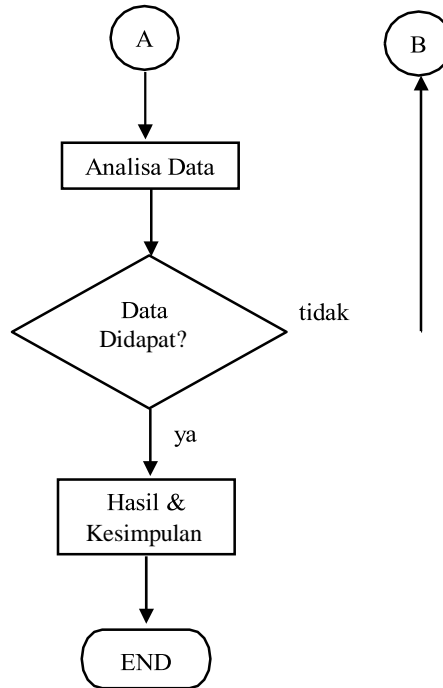 A
B
Analisa Data
Data
Didapat?
tidak
ya
Hasil &
Kesimpulan
END